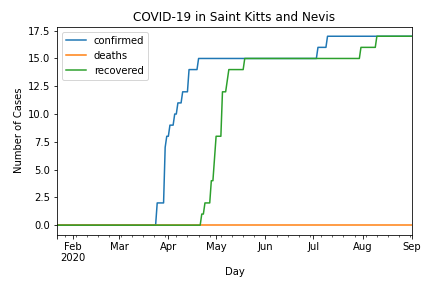 COVID-19 in Saint Kitts and Nevis
17.5
15.0
12.5
10.0
7.5
5.0
2.5
0.0
Number of Cases
confirmed
deaths
recovered
Feb Mar Apr May Jun Jul Aug Sep
2020
Day